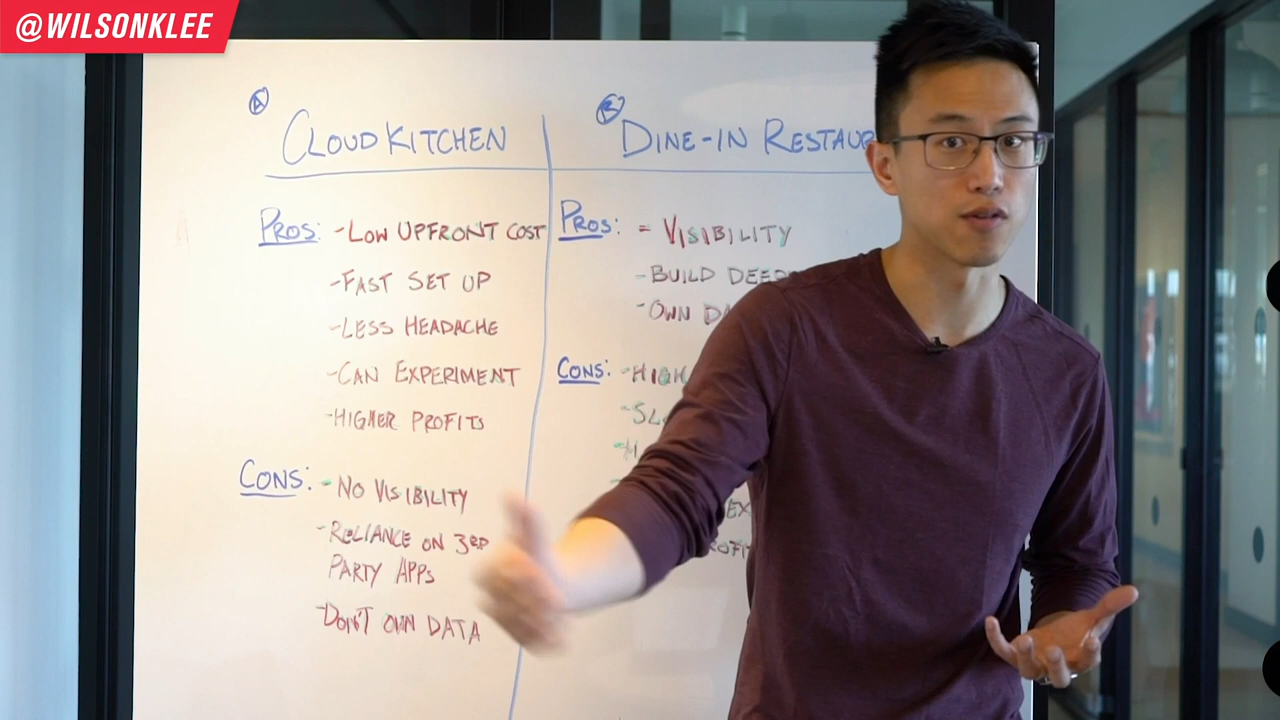 @WILSONKLEE
A
CLOUD KITCHEN
PROS: -LOW UPFRONT COST
-FAST SET UP
-LESS HEADACHE
-CAN EXPERIMENT
-HIGHER PROFITS
CONS: - NO VISIBILITY
-RELIANCE ON 3RD
PARTY APPS
-DON'T OWN DATA
B
DINE-IN RESTAUR
PROS: - VISIBILITY
-BUILD DEEP
-OWN DA
CONS: -HIGH